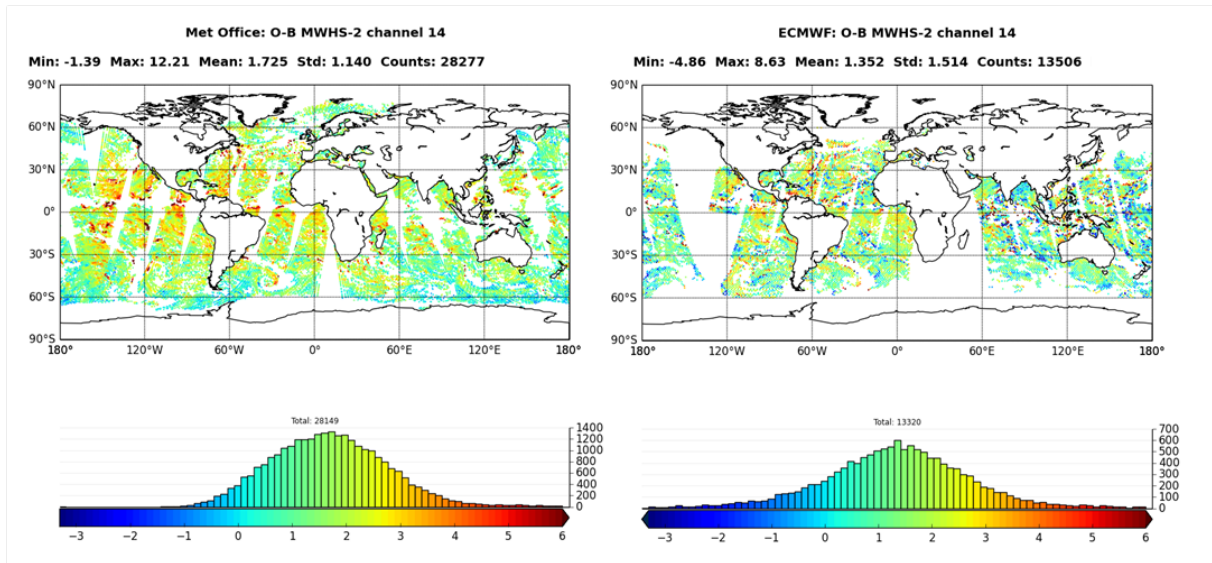 Met Office: O-B MWHS-2 channel 14
Min: -1.39 Max: 12.21 Mean: 1.725 Std: 1.140 Counts: 28277
90°N
60°N
30°N
0°
30°S
60°S
90°S
180° 120°W 60°W 0° 60°E 120°E 180°
Total: 28149
1400
1200
1000
800
600
400
200
0
−3 −2 −1 0 1 2 3 4 5 6
ECMWF: O-B MWHS-2 channel 14
Min: -4.86 Max: 8.63 Mean: 1.352 Std: 1.514 Counts: 13506
90°N
60°N
30°N
0°
30°S
60°S
90°S
180° 120°W 60°W 0° 60°E 120°E 180°
Total: 13320
700
600
500
400
300
200
100
0
−3 −2 −1 0 1 2 3 4 5 6